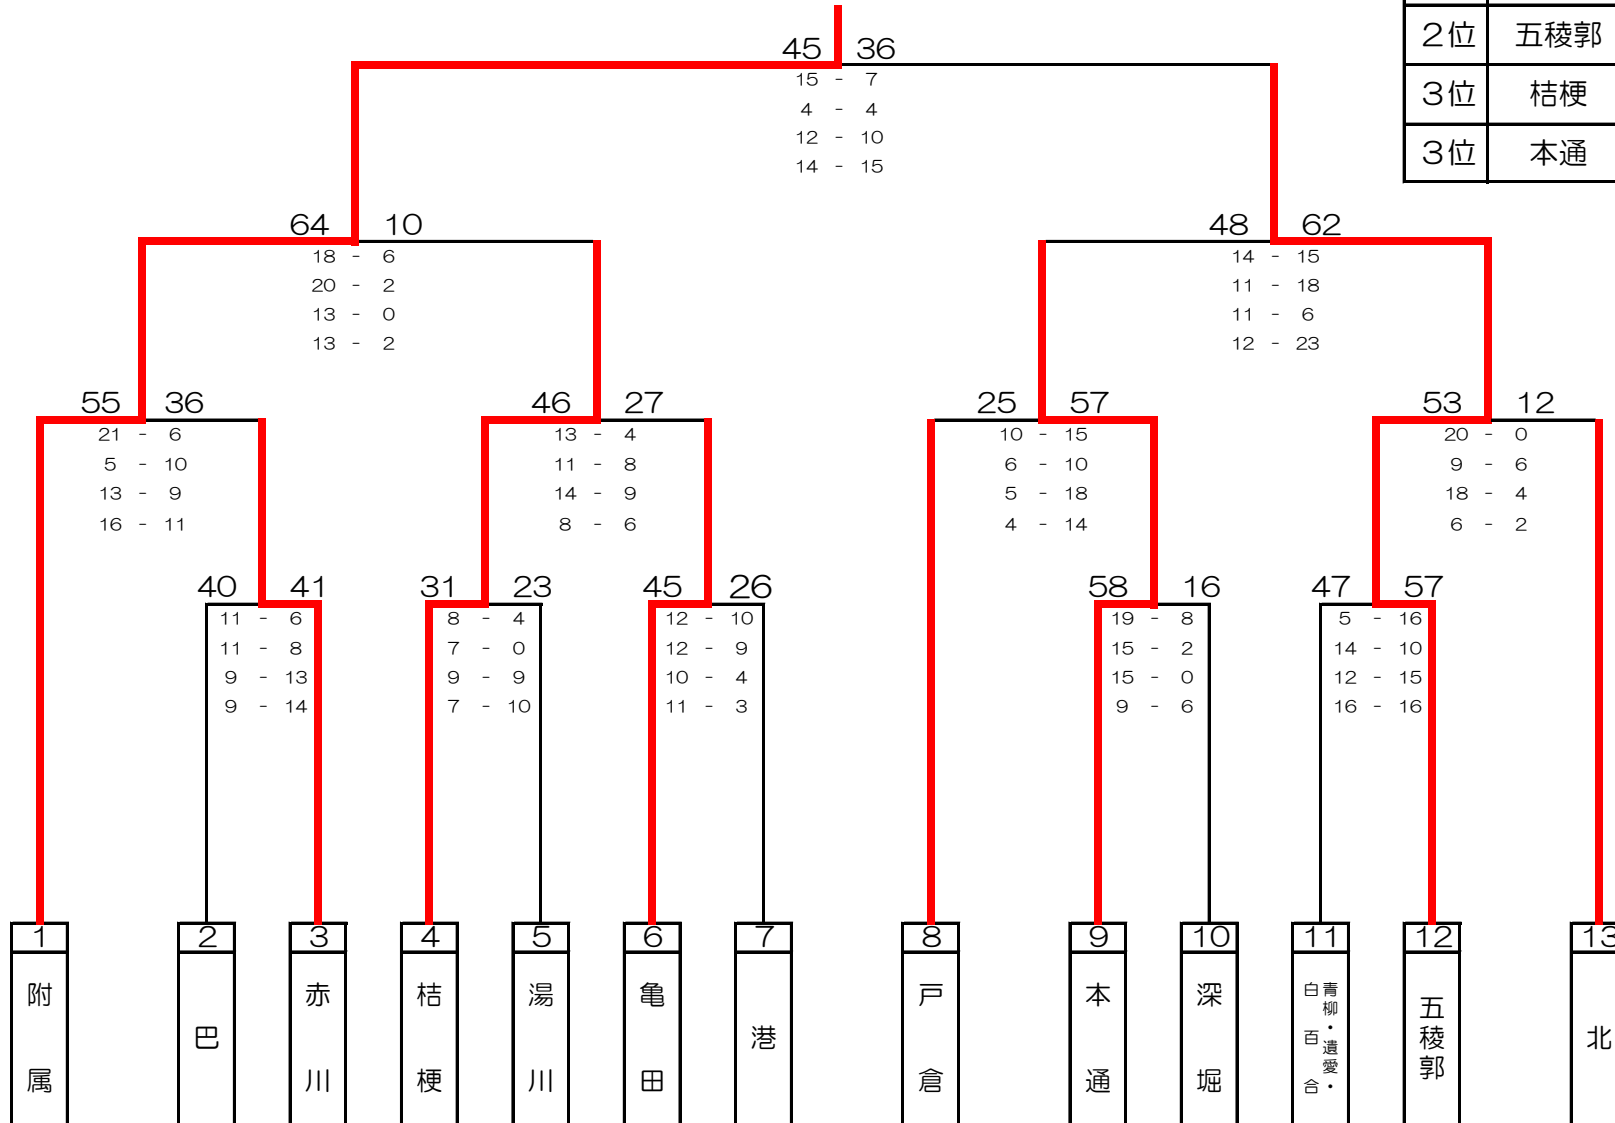 2位 五稜郭
3位 桔梗
3位 本通
45 36
15 - 7
4 - 4
12 - 10
14 - 15
64 10
18 - 6
20 - 2
13 - 0
13 - 2
48 62
14 - 15
11 - 18
11 - 6
12 - 23
55 36
21 - 6
5 - 10
13 - 9
16 - 11
46 27
13 - 4
11 - 8
14 - 9
8 - 6
25 57
10 - 15
6 - 10
5 - 18
4 - 14
53 12
20 - 0
9 - 6
18 - 4
6 - 2
40 41
11 - 6
11 - 8
9 - 13
9 - 14
31 23
8 - 4
7 - 0
9 - 9
7 - 10
45 26
12 - 10
12 - 9
10 - 4
11 - 3
58 16
19 - 8
15 - 2
15 - 0
9 - 6
47 57
5 - 16
14 - 10
12 - 15
16 - 16
1
附属
2
巴
3
赤川
4
桔梗
5
湯川
6
亀田
7
港
8
戸倉
9
本通
10
深堀
11
青柳・遺愛・
白百合
12
五稜郭
13
北